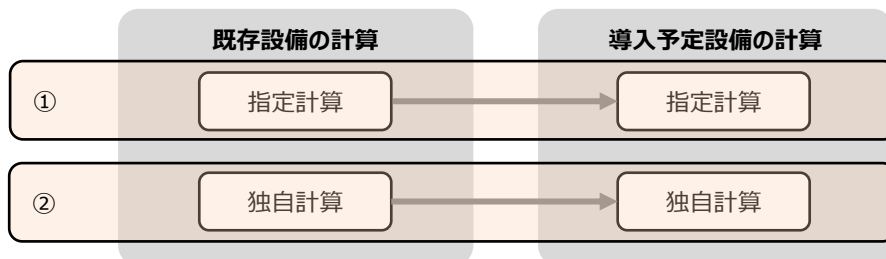 既存設備の計算 導入予定設備の計算
① 指定計算 指定計算
② 独自計算 独自計算